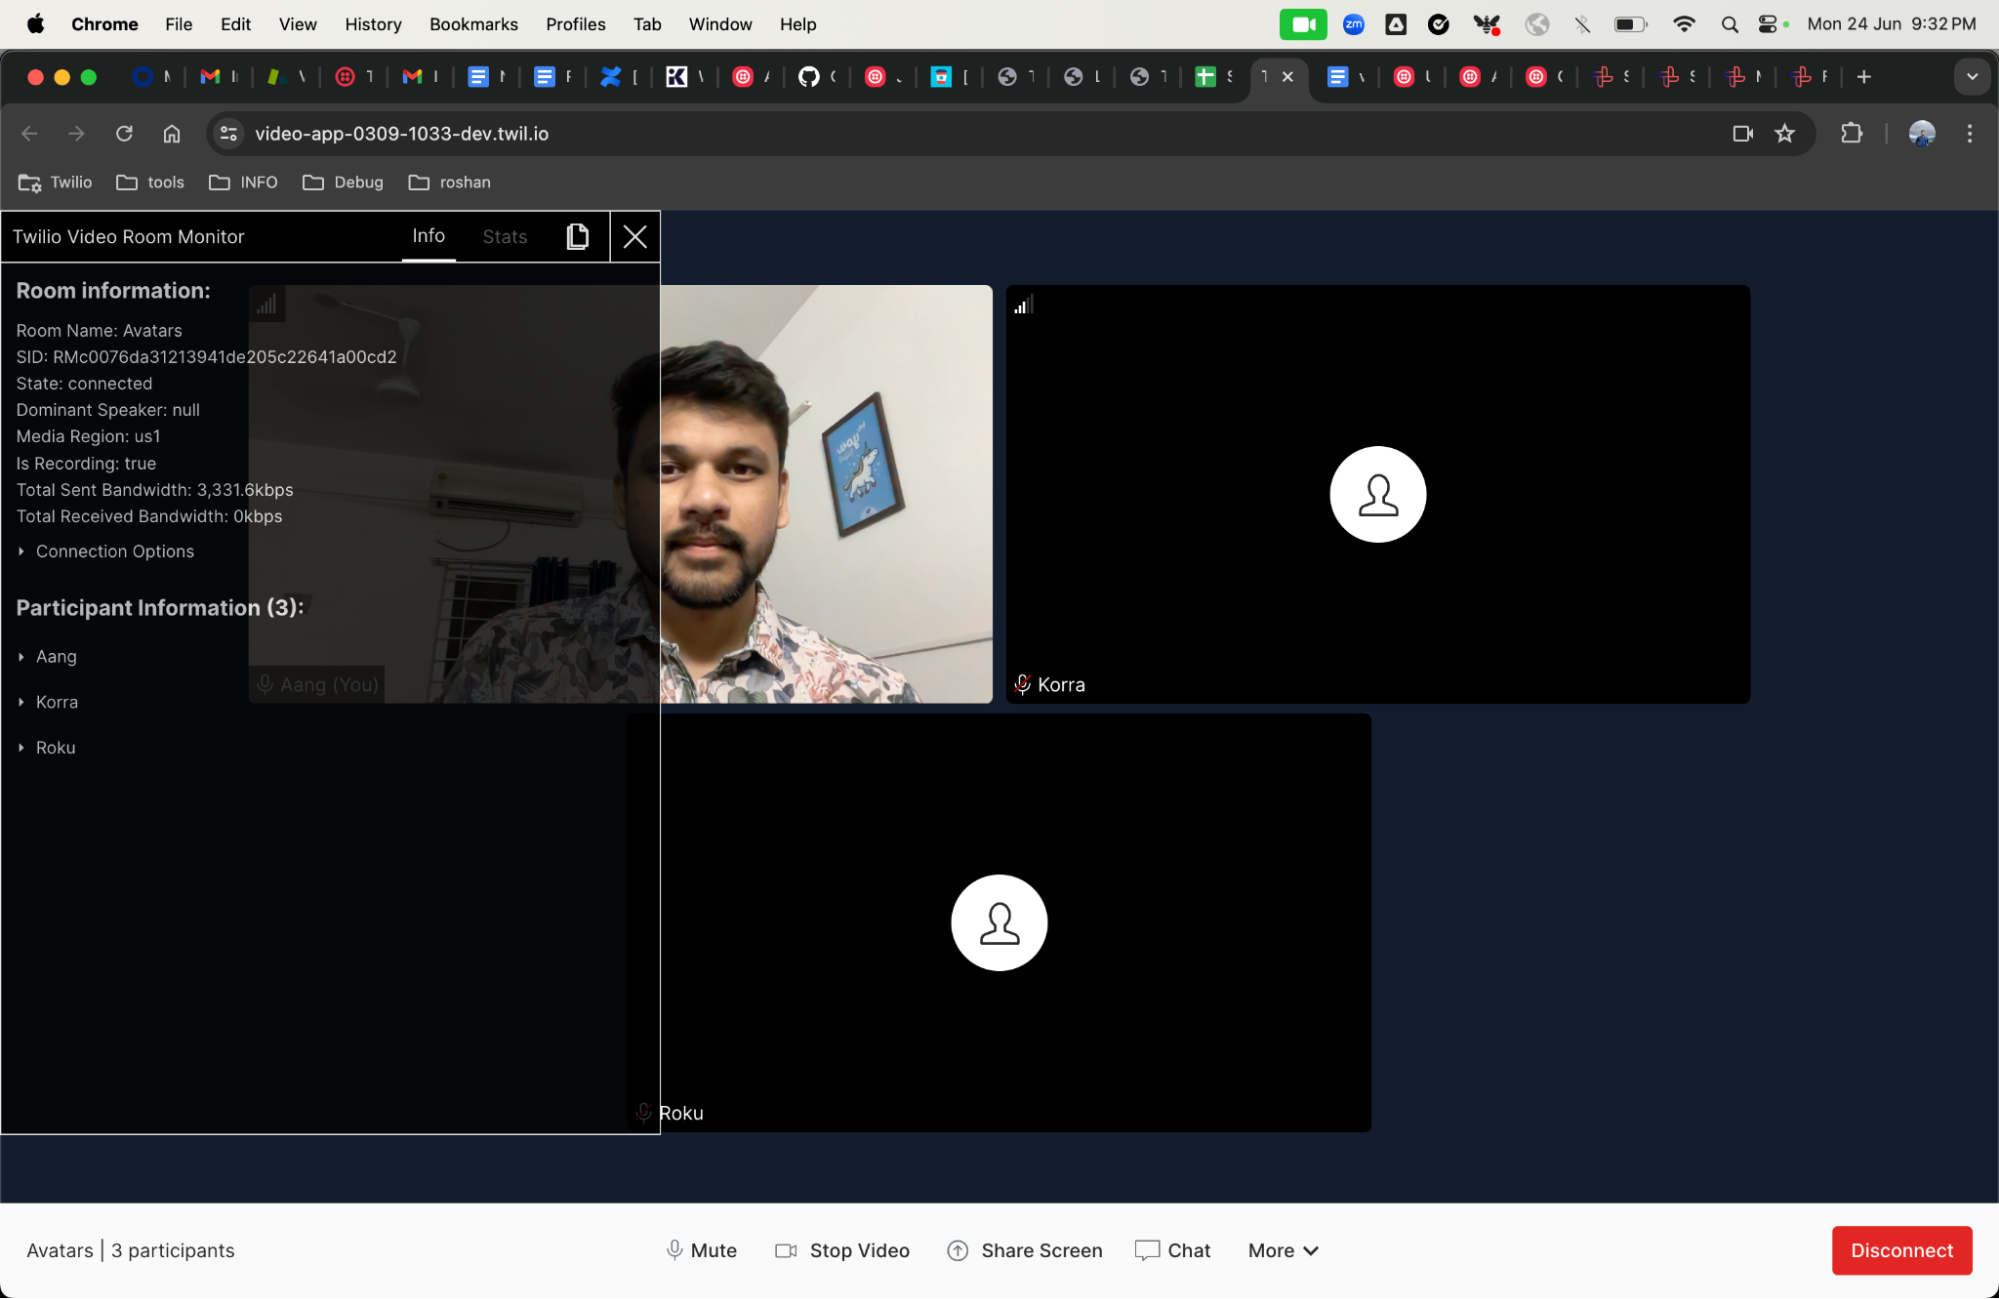 Chrome File Edit View History Bookmarks Profiles Tab Window Help
zm
Mon 24 Jun 9:32 PM
video-app-0309-1033-dev.twil.io
Twilio tools INFO Debug roshan
Twilio Video Room Monitor Info Stats
Room information:
Room Name: Avatars
SID: RMc0076da31213941de205c22641a00cd2
State: connected
Dominant Speaker: null
Media Region: us1
Is Recording: true
Total Sent Bandwidth: 3,331.6kbps
Total Received Bandwidth: 0kbps
Connection Options
Participant Information (3):
Aang
Korra
Roku
Aang (You)
Korra
Roku
Avatars | 3 participants
Mute Stop Video Share Screen Chat More
Disconnect